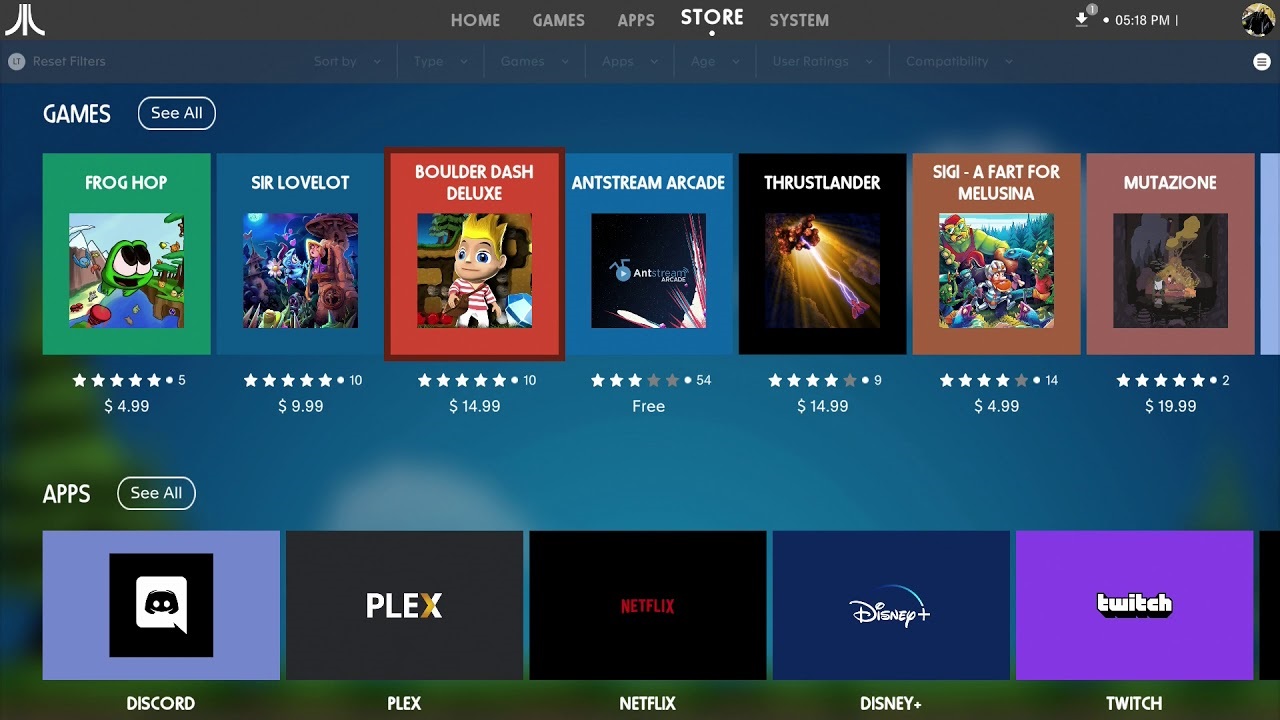 HOME GAMES APPS STORE SYSTEM
1
05:18 PM
LT Reset Filters Sort by Type Games Apps Age User Ratings Compatibility
GAMES See All
FROG HOP
SIR LOVELOT
BOULDER DASH
DELUXE
ANTSTREAM ARCADE
THRUSTLANDER
SIGI - A FART FOR
MELUSINA
MUTAZIONE
Antstream
ARCADE
5
10
10
54
9
14
2
$ 4.99
$ 9.99
$ 14.99
Free
$ 14.99
$ 4.99
$ 19.99
APPS See All
PLEX
NETFLIX
Disney+
twitch
DISCORD
PLEX
NETFLIX
DISNEY+
TWITCH